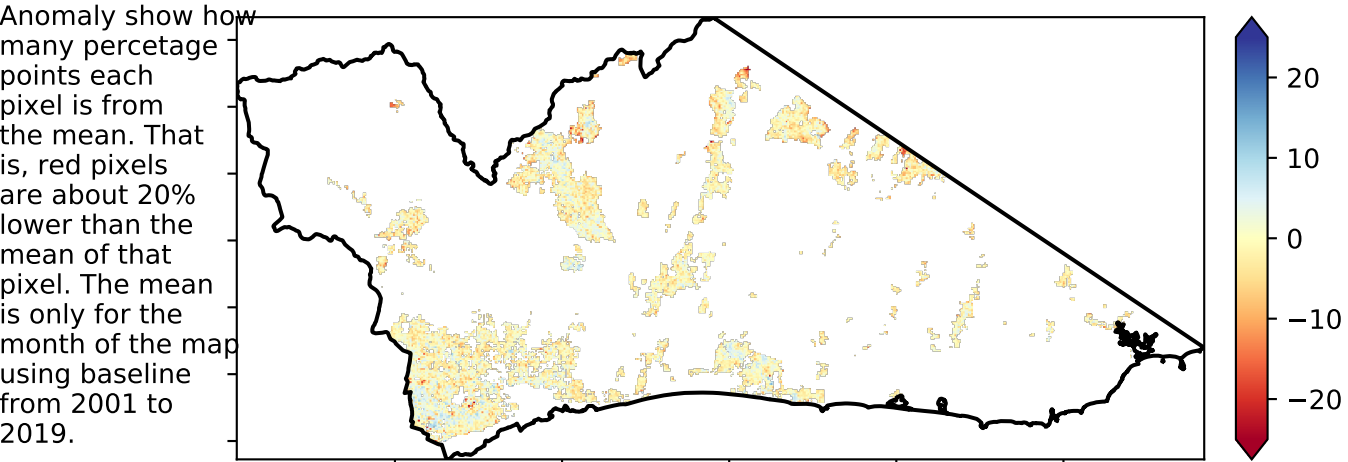 Anomaly show how
many percetage
points each
pixel is from
the mean. That
is, red pixels
are about 20%
lower than the
mean of that
pixel. The mean
is only for the
month of the map
using baseline
from 2001 to
2019.
20
10
0
−10
−20